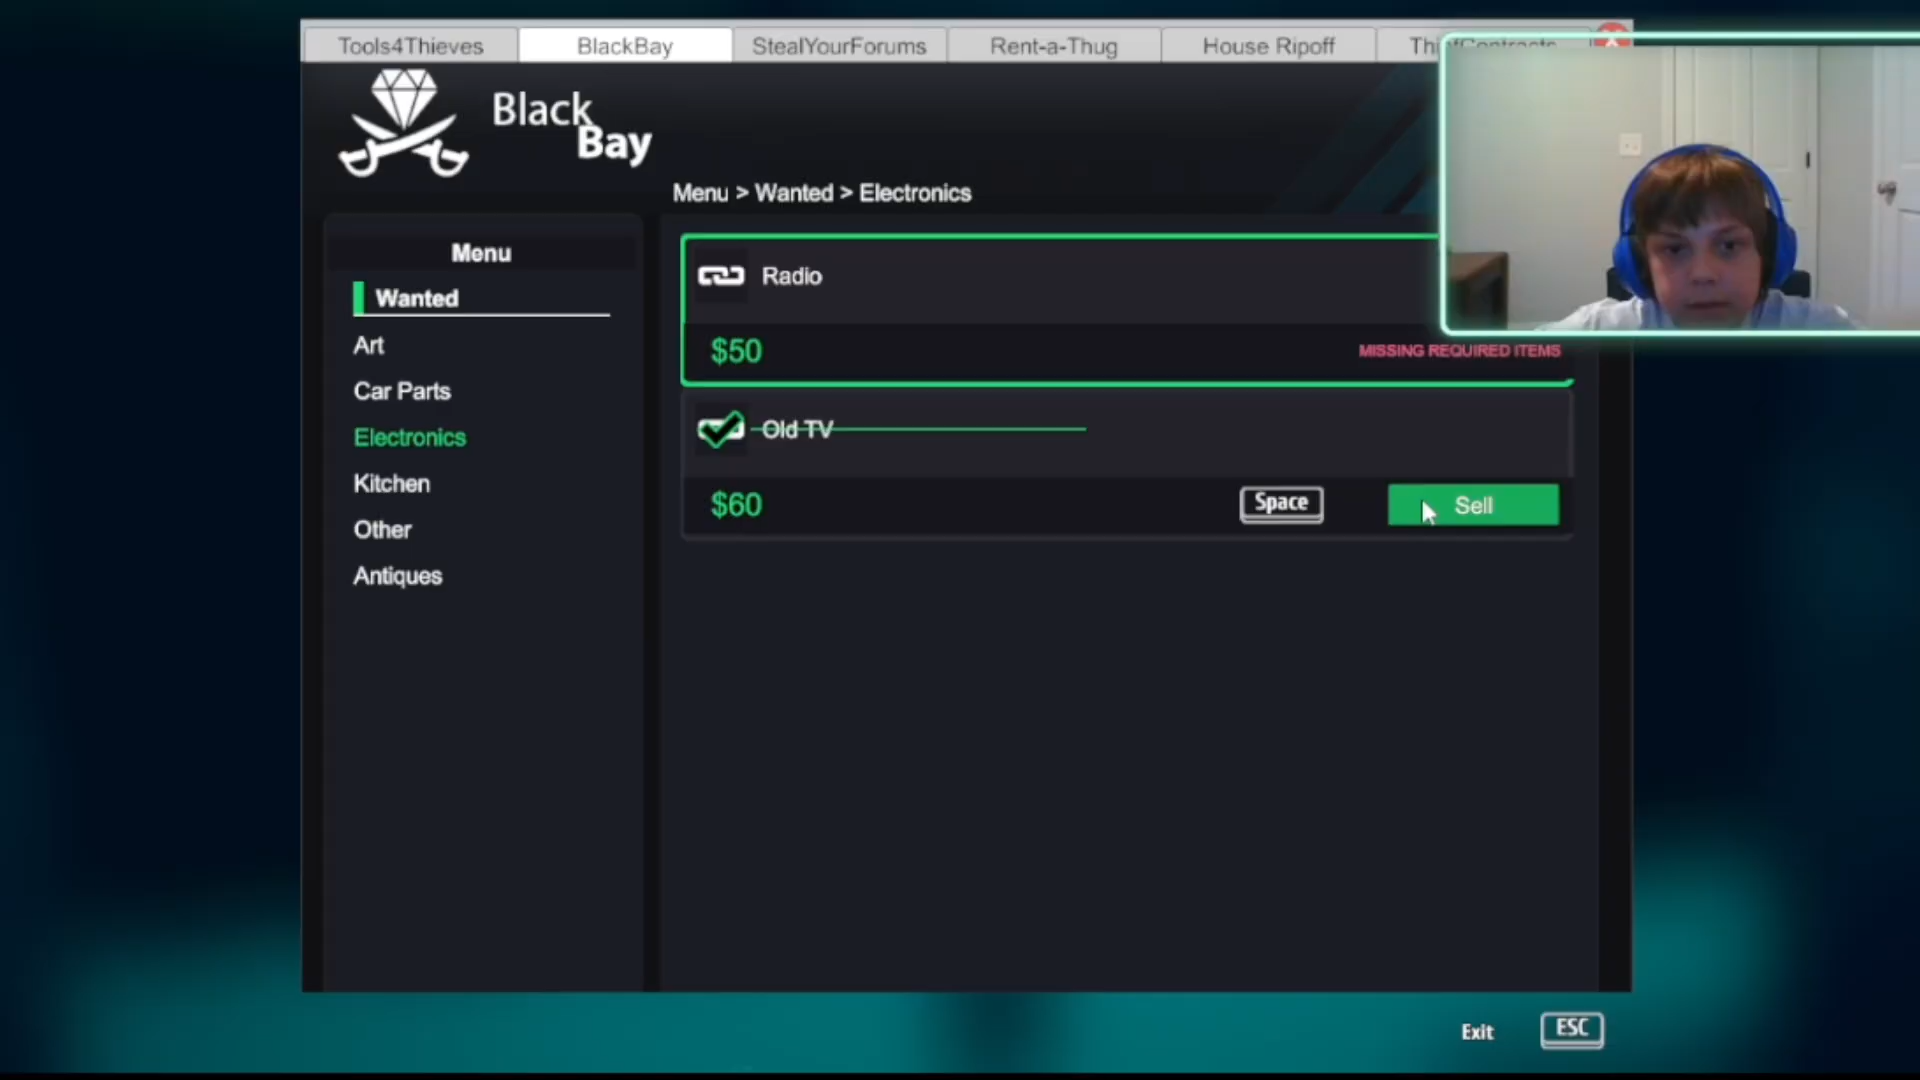 Tools4Thieves
BlackBay
StealYourForums
Rent-a-Thug
House Ripoff
ThiefContracts
Black
Bay
Menu > Wanted > Electronics
Menu
Wanted
Art
Car Parts
Electronics
Kitchen
Other
Antiques
Radio
$50
MISSING REQUIRED ITEMS
Old TV
$60
Space
Sell
Exit
ESC